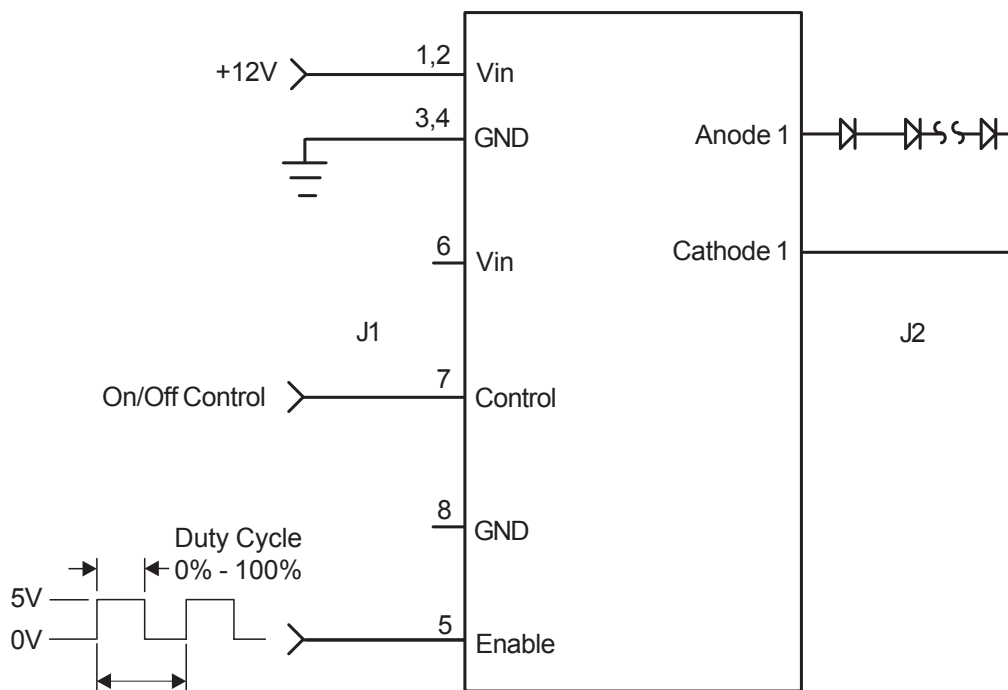 1,2
+12V
Vin
3,4
GND
Anode 1
6
Vin
Cathode 1
J1
J2
7
On/Off Control
Control
8
GND
Duty Cycle
0% - 100%
5V
0V
5
Enable